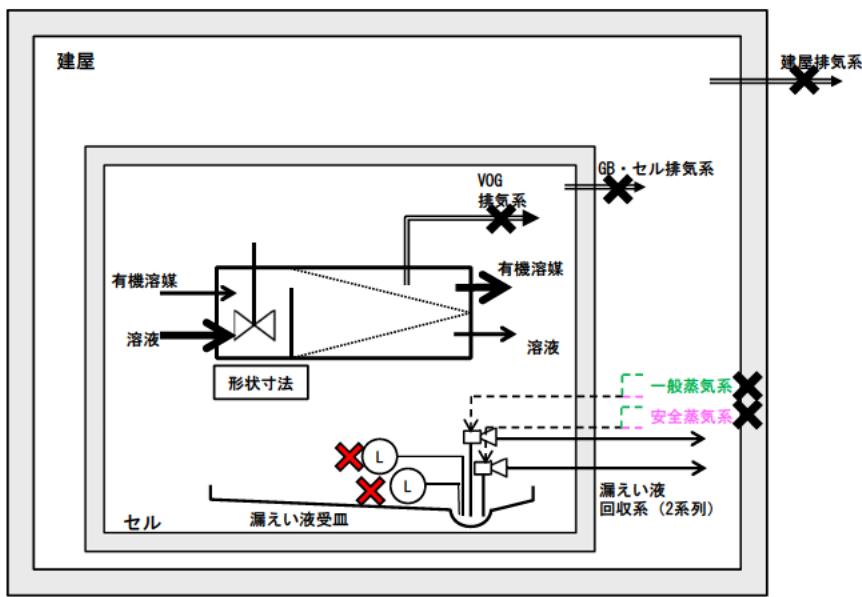 建屋
建屋排気系
GB・セル排気系
VOG
排気系
有機溶媒
有機溶媒
溶液
溶液
形状寸法
一般蒸気系
安全蒸気系
L
L
漏えい液
回収系（2系列）
漏えい液受皿
セル